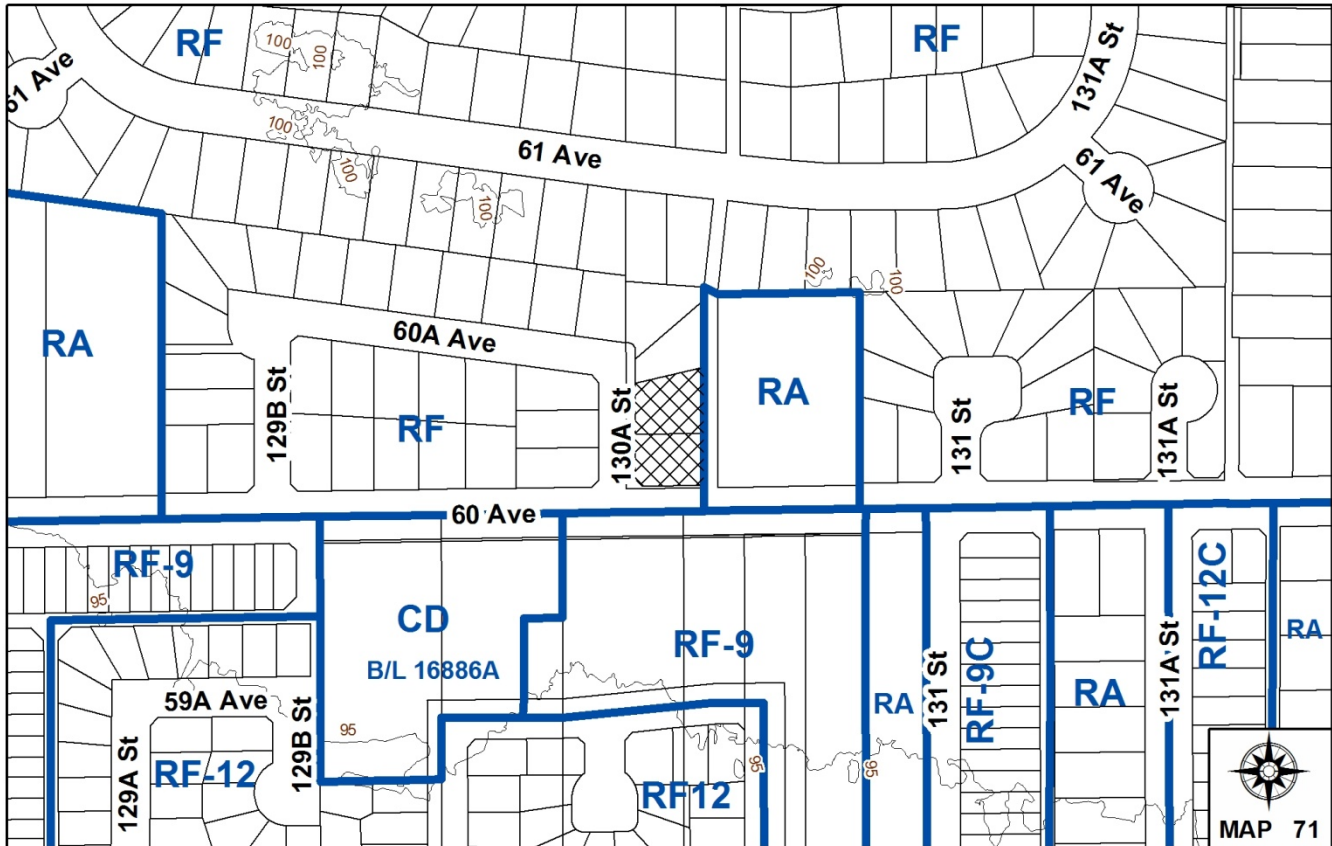 RF
RF
100
100
61 Ave
131A St
100
61 Ave
100
61 Ave
100
100
100
RA
60A Ave
RA
129B St
RF
130A St
131 St
RF
131A St
60 Ave
RF-9
95
CD
B/L 16886A
RF-9
RF-12C
RA
59A Ave
129B St
RA
131 St
RF-9C
RA
131A St
95
129A St
RF-12
RF12
95
95
MAP 71